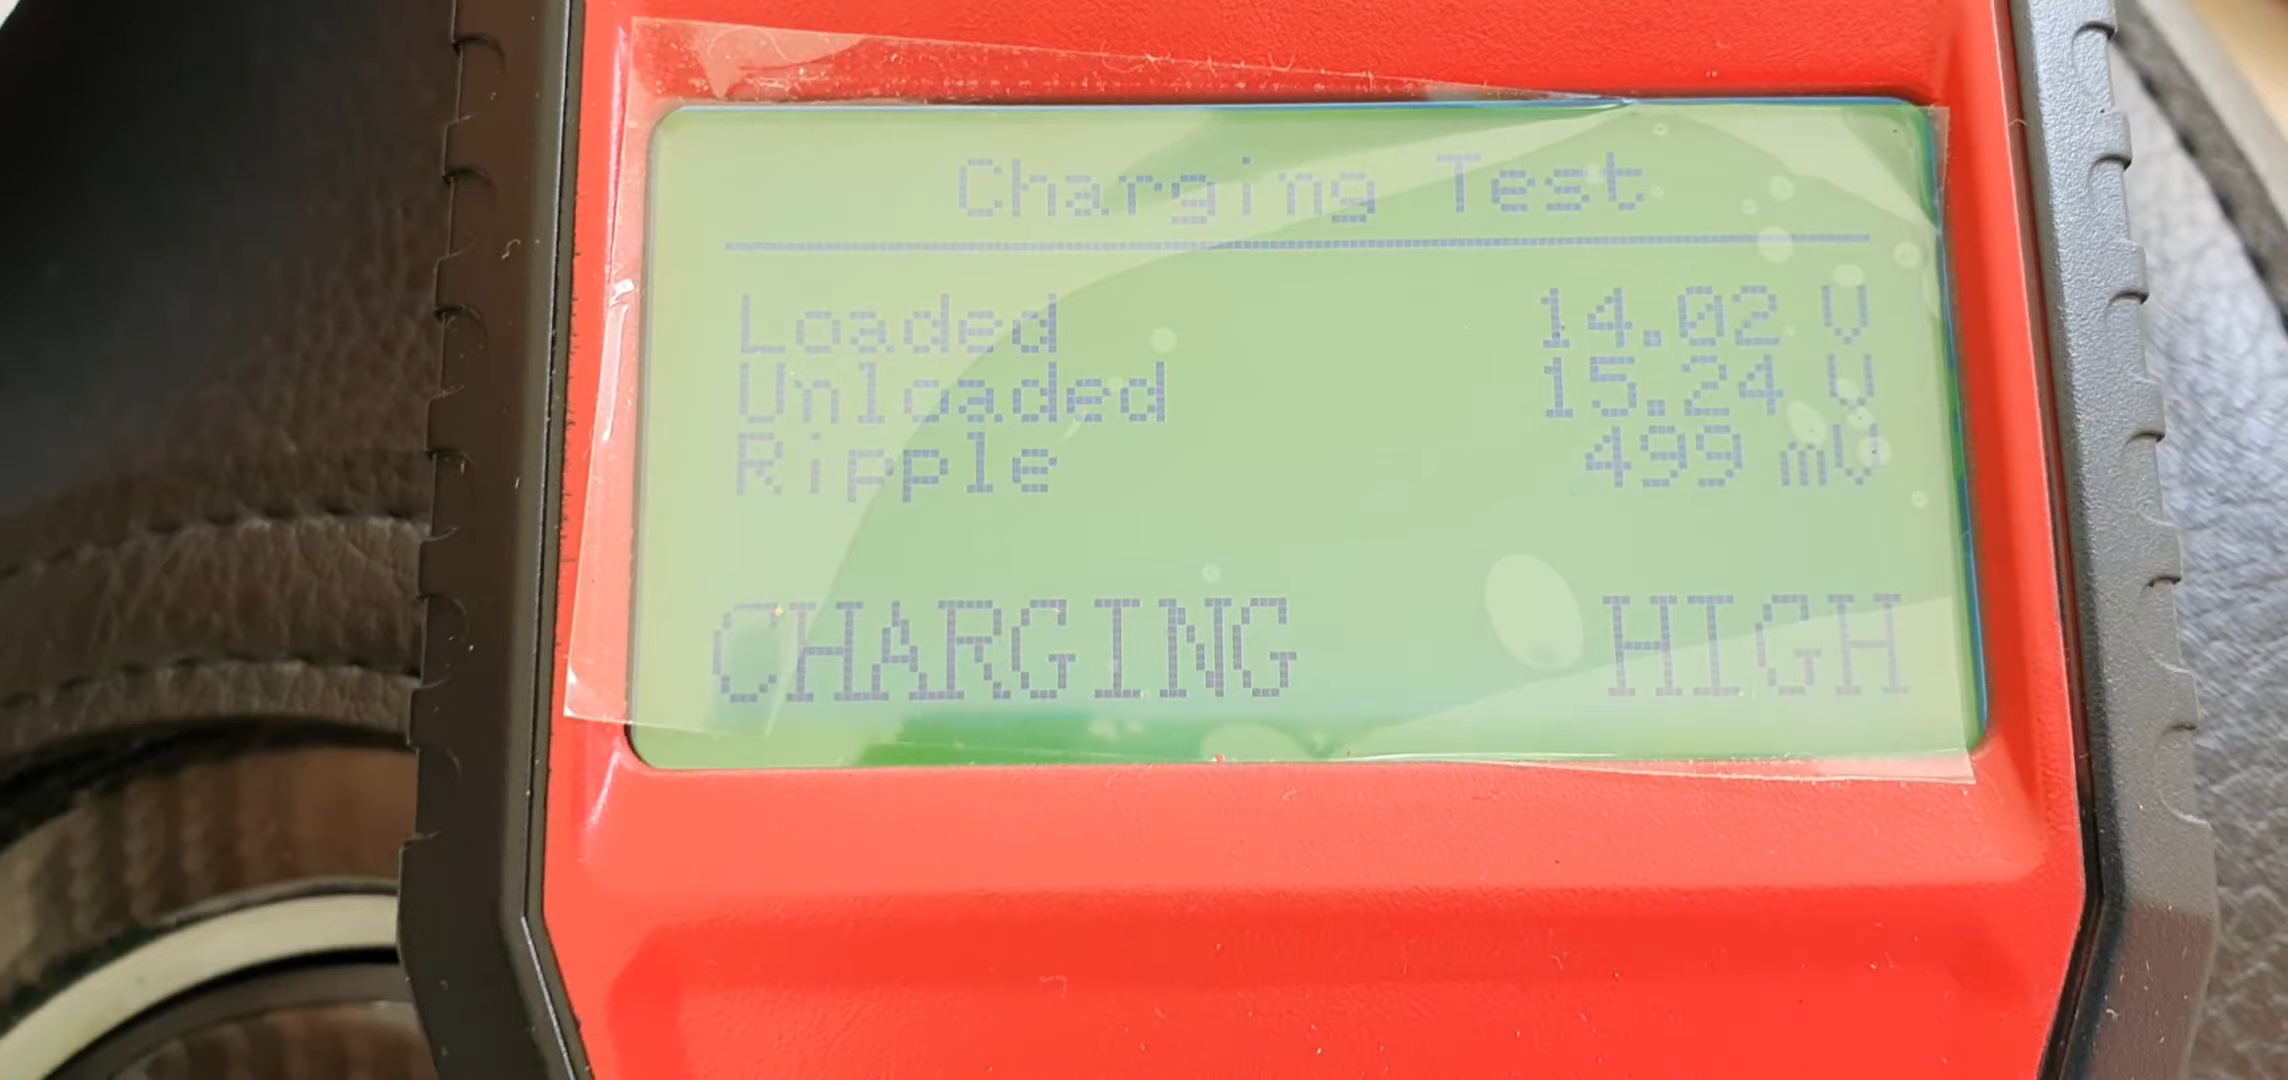 Charging Test
Loaded 14.02 V
Unloaded 15.24 V
Ripple 499 mV
CHARGING HIGH